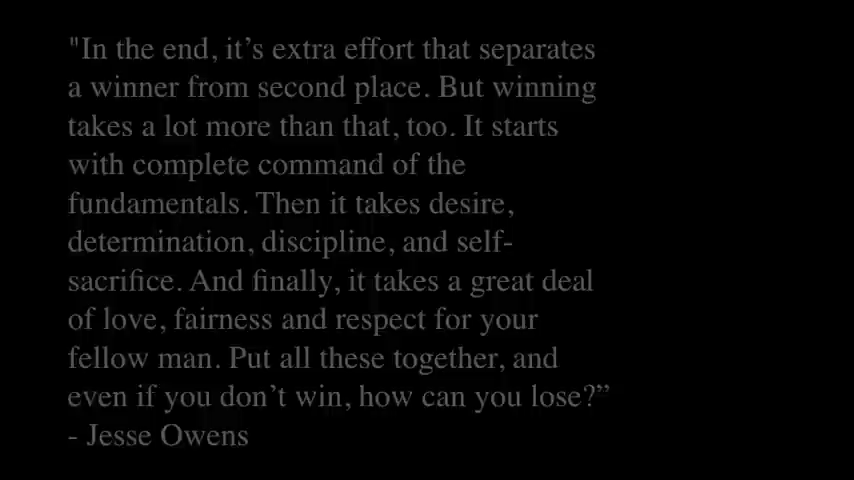 "In the end, it’s extra effort that separates
a winner from second place. But winning
takes a lot more than that, too. It starts
with complete command of the
fundamentals. Then it takes desire,
determination, discipline, and self-
sacrifice. And finally, it takes a great deal
of love, fairness and respect for your
fellow man. Put all these together, and
even if you don’t win, how can you lose?”
- Jesse Owens